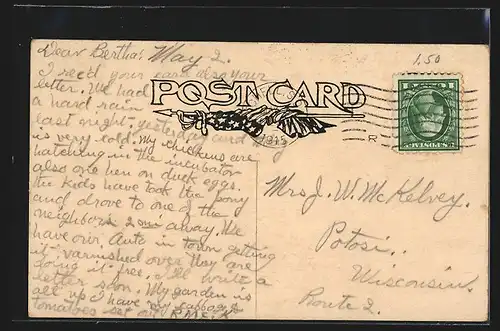 Dear Bertha: May 2.
I rec'd your card also your
letter. We had
a hard rain
last night - yesterday and
is very cold. My chickens are
hatching in the incubator
also one hen on duck eggs.
the kids have took the pony
and drove to one of the
neighbors 2 mi away. We
have our Auto in town getting
it varnished over they are
doing it free. I'll write a
letter soon. My garden is
all up I have my cabbage
tomatoes set out
POST CARD
1.50
1
Mrs J. W. McKelvey.
Potosi..
Wisconsin.
Route 2.